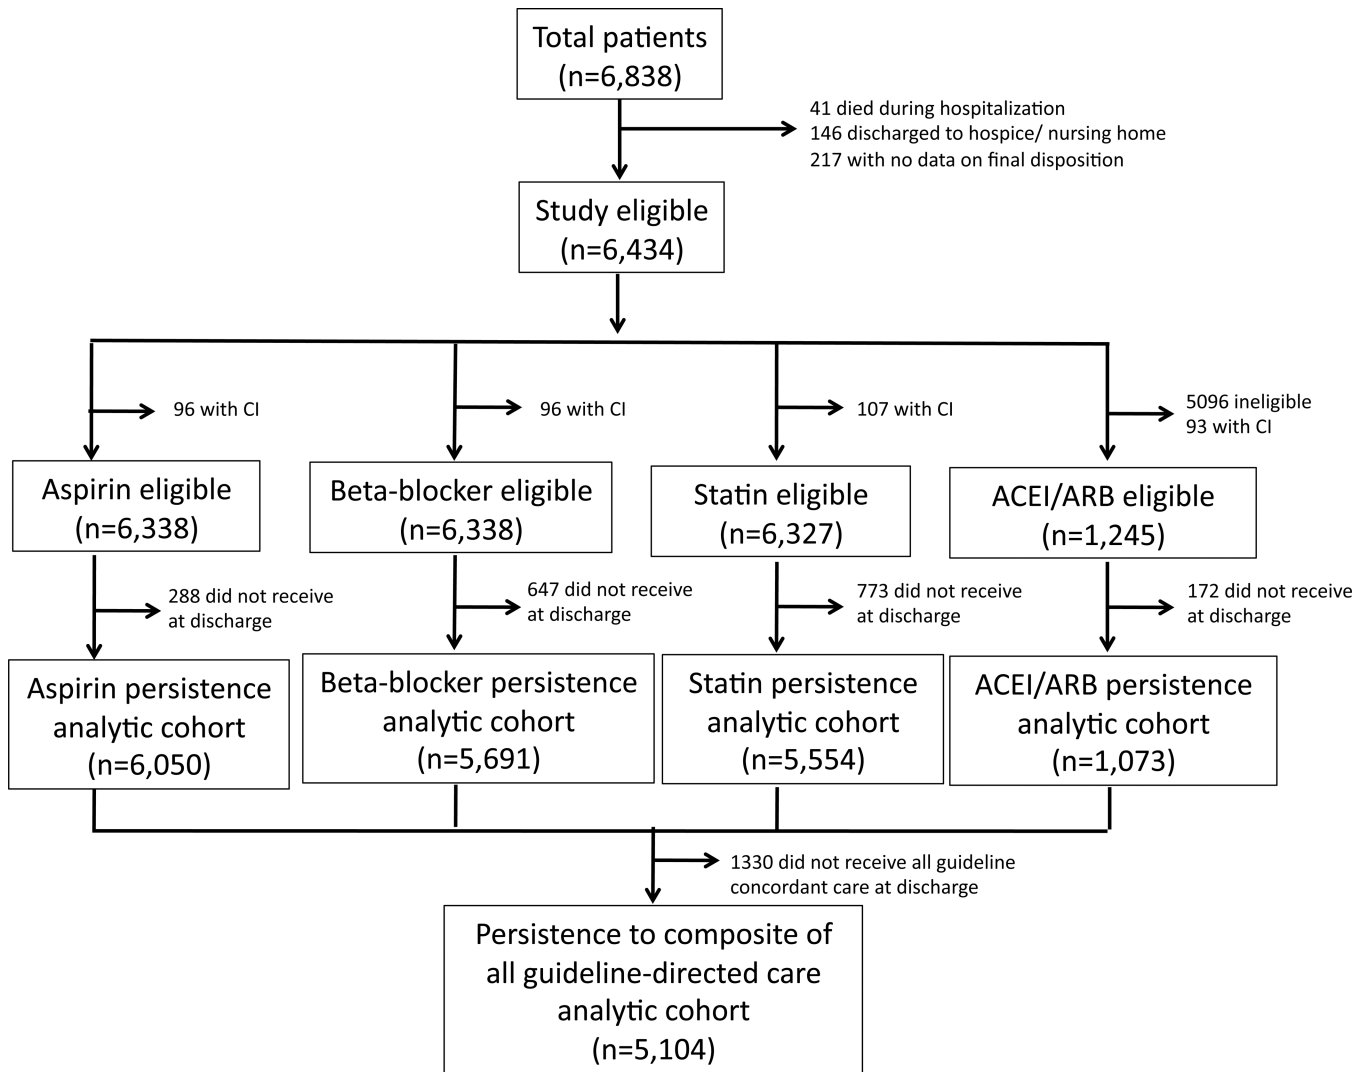 Total patients
(n=6,838)
41 died during hospitalization
146 discharged to hospice/ nursing home
217 with no data on final disposition
Study eligible
(n=6,434)
96 with CI
96 with CI
107 with CI
5096 ineligible
93 with CI
Aspirin eligible
(n=6,338)
Beta-blocker eligible
(n=6,338)
Statin eligible
(n=6,327)
ACEI/ARB eligible
(n=1,245)
288 did not receive
at discharge
647 did not receive
at discharge
773 did not receive
at discharge
172 did not receive
at discharge
Aspirin persistence
analytic cohort
(n=6,050)
Beta-blocker persistence
analytic cohort
(n=5,691)
Statin persistence
analytic cohort
(n=5,554)
ACEI/ARB persistence
analytic cohort
(n=1,073)
1330 did not receive all guideline
concordant care at discharge
Persistence to composite of
all guideline-directed care
analytic cohort
(n=5,104)